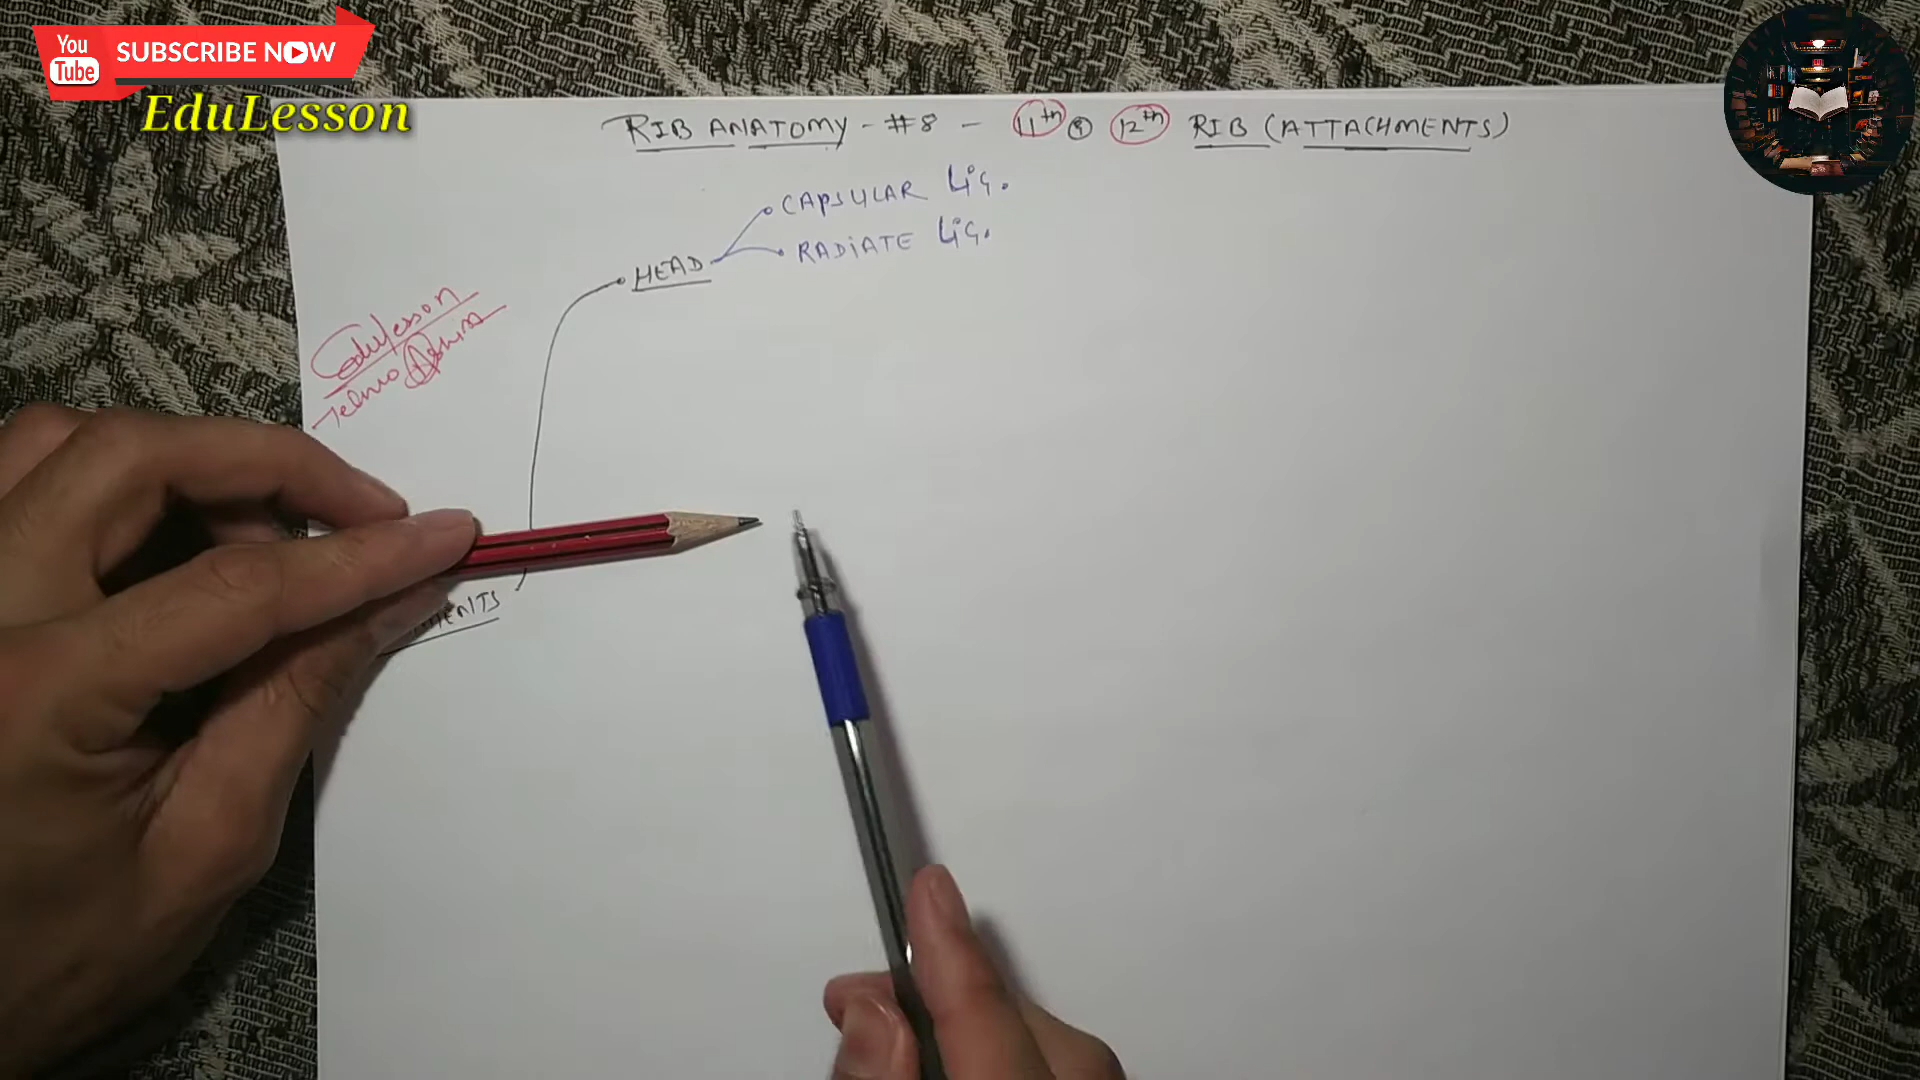 You
Tube
SUBSCRIBE NOW
EduLesson
RIB ANATOMY - #8 - 11th & 12th RIB (ATTACHMENTS)
CAPSULAR Lig.
RADIATE Lig.
HEAD
EduLesson